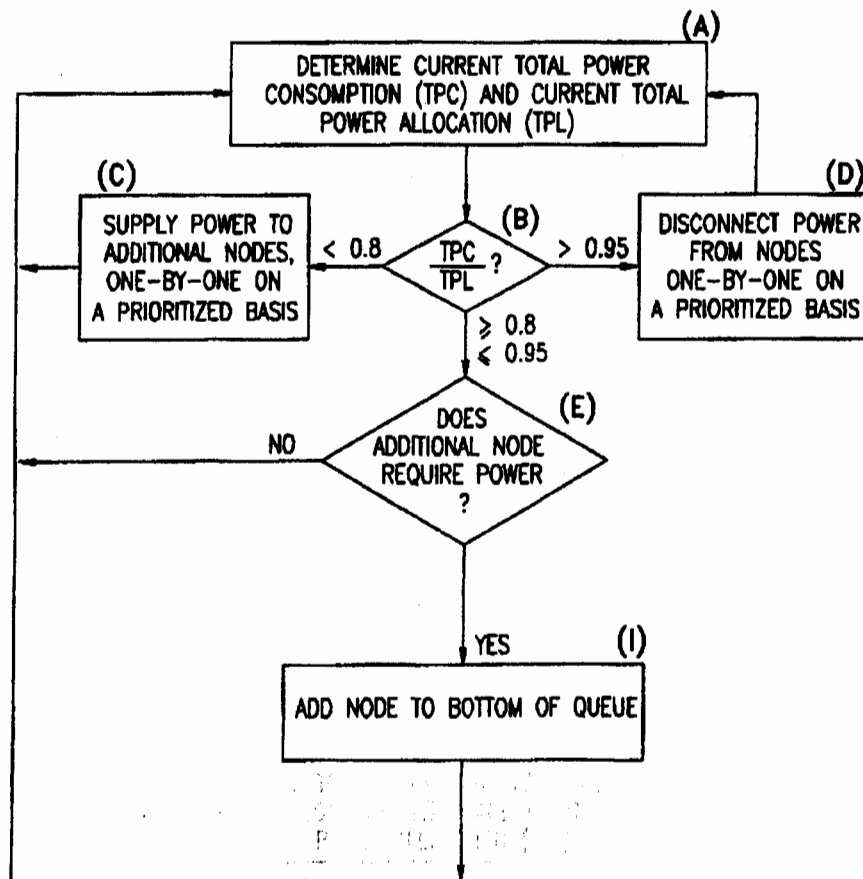 (A)
DETERMINE CURRENT TOTAL POWER
CONSOMPTION (TPC) AND CURRENT TOTAL
POWER ALLOCATION (TPL)
(C)
SUPPLY POWER TO
ADDITIONAL NODES,
ONE-BY-ONE ON
A PRIORITIZED BASIS
< 0.8
(B)
TPC
TPL
?
> 0.95
(D)
DISCONNECT POWER
FROM NODES
ONE-BY-ONE ON
A PRIORITIZED BASIS
⩾ 0.8
⩽ 0.95
(E)
DOES
ADDITIONAL NODE
REQUIRE POWER
?
NO
YES
(I)
ADD NODE TO BOTTOM OF QUEUE